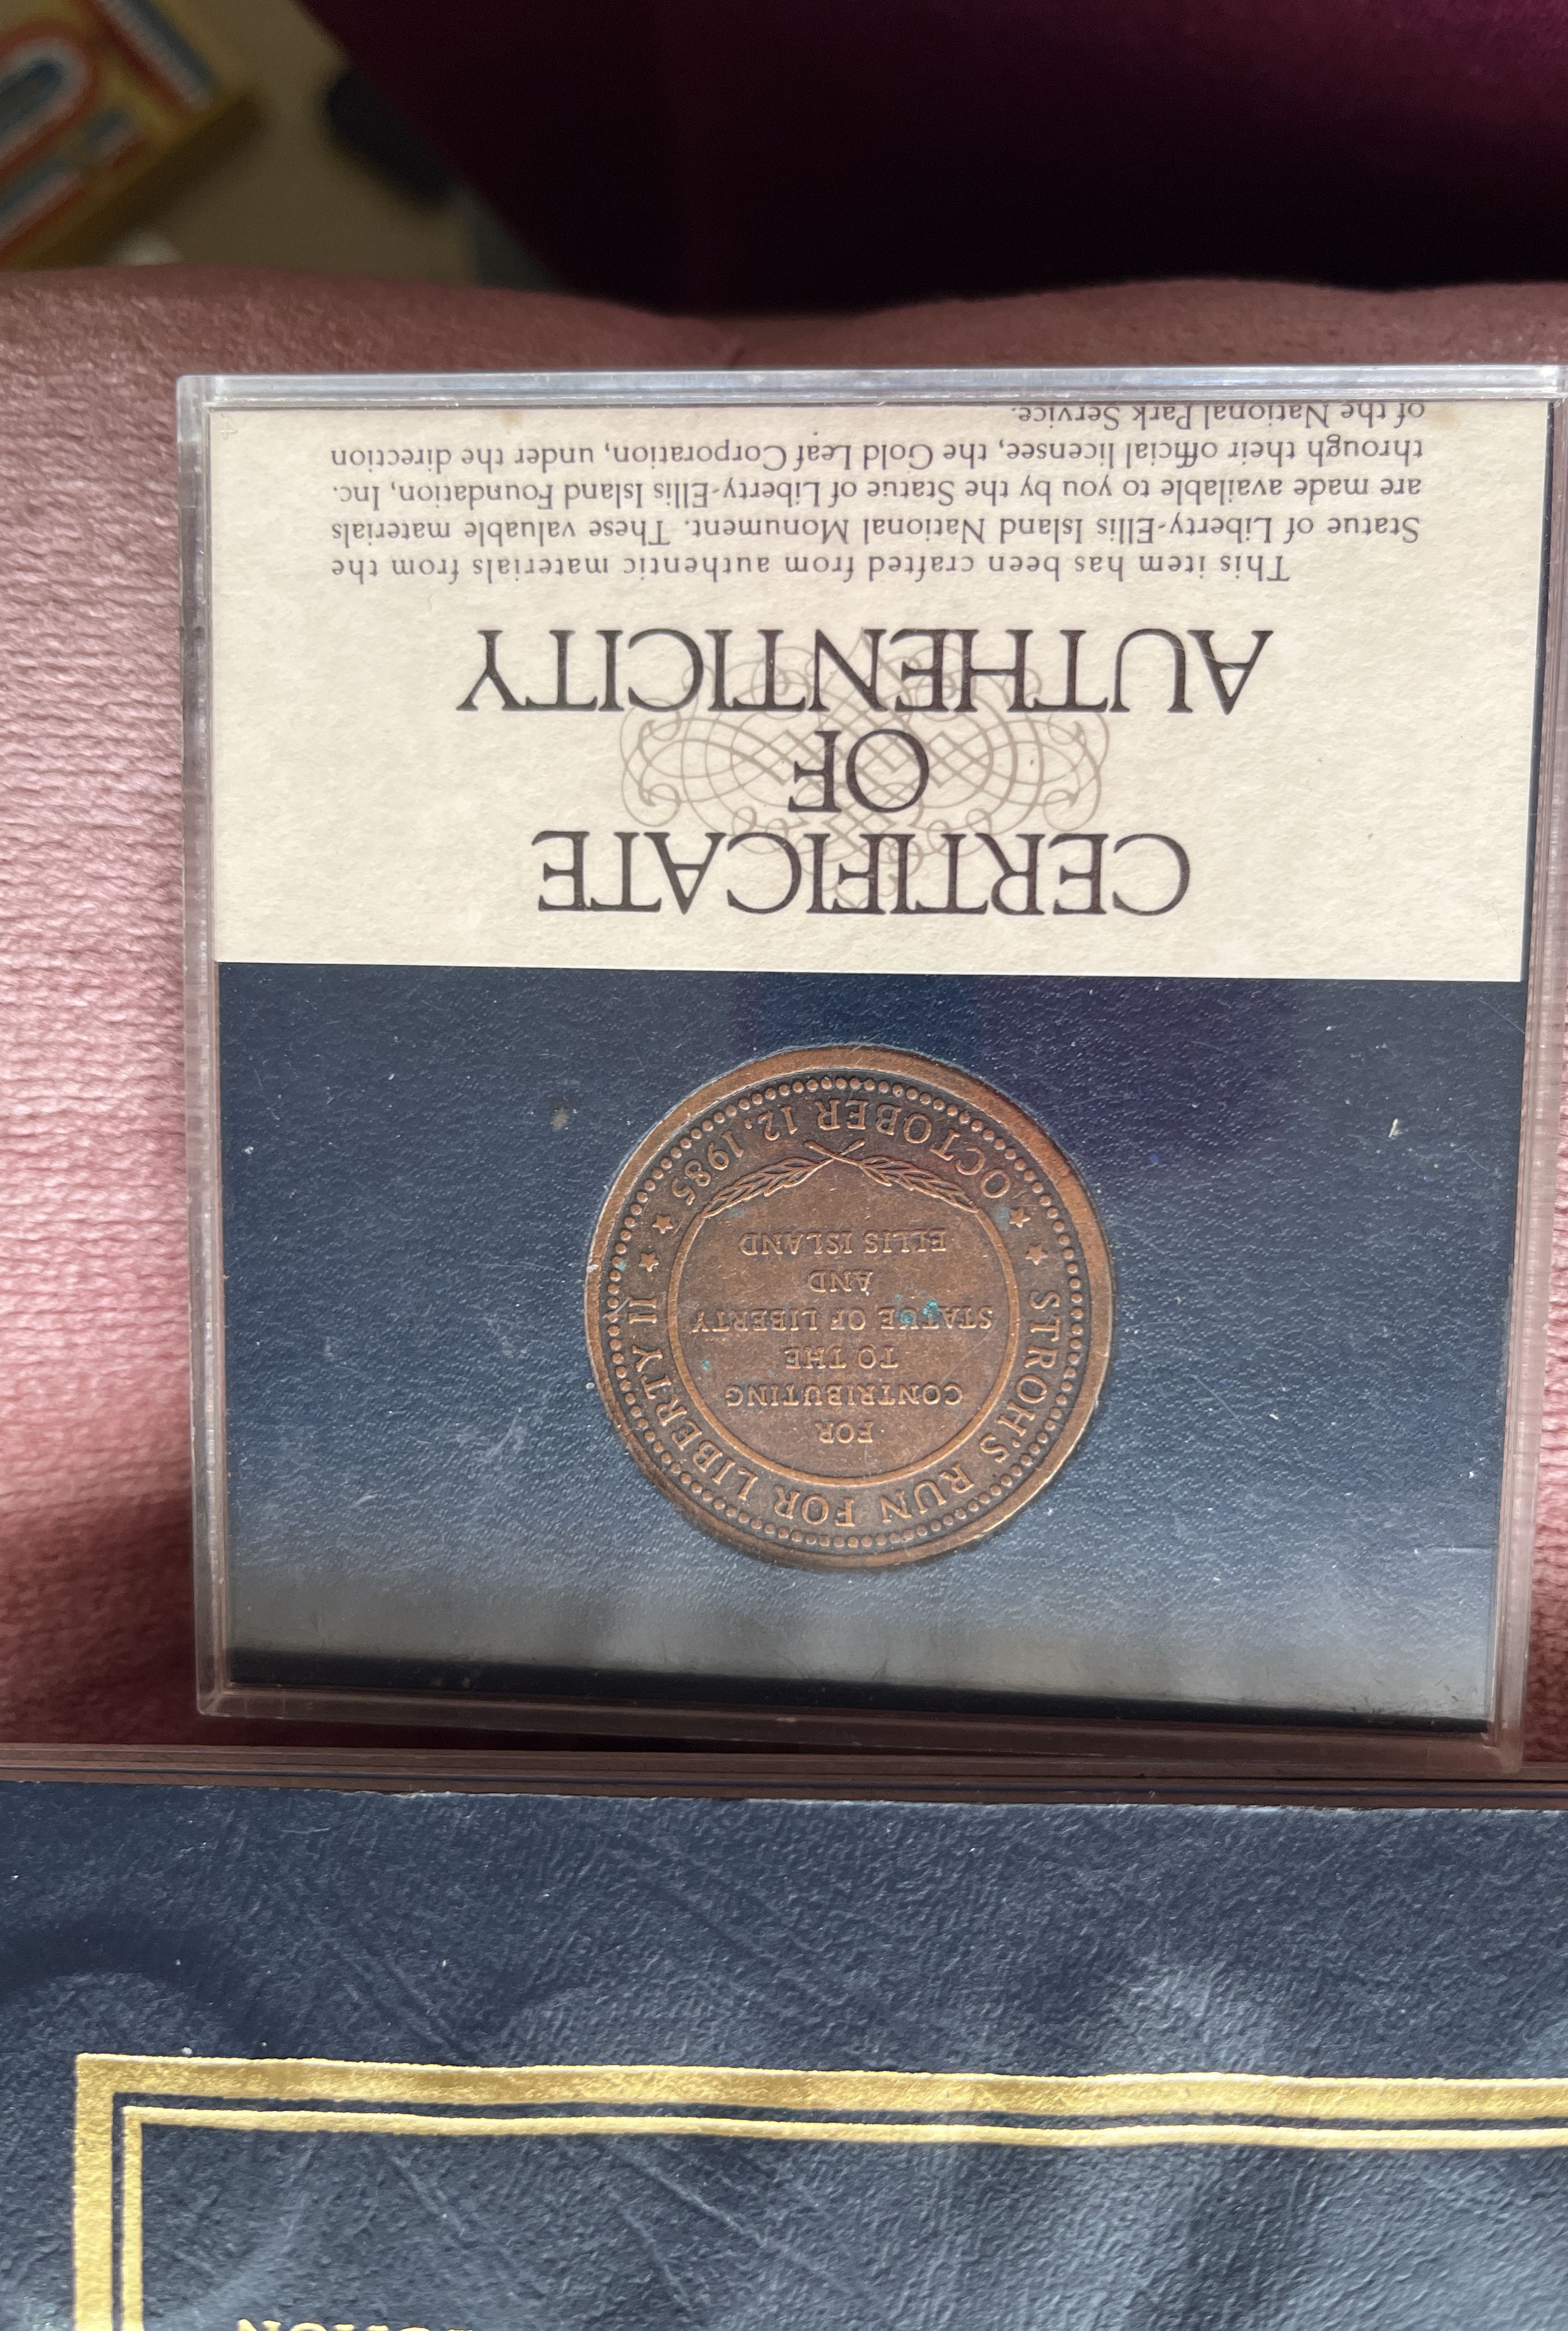 STROH'S RUN FOR LIBERTY II
FOR
CONTRIBUTING
TO THE
STATUE OF LIBERTY
AND
ELLIS ISLAND
OCTOBER 12, 1985
CERTIFICATE
OF
AUTHENTICITY
This item has been crafted from authentic materials from the
Statue of Liberty-Ellis Island National Monument. These valuable materials
are made available to you by the Statue of Liberty-Ellis Island Foundation, Inc.
through their official licensee, the Gold Leaf Corporation, under the direction
of the National Park Service.